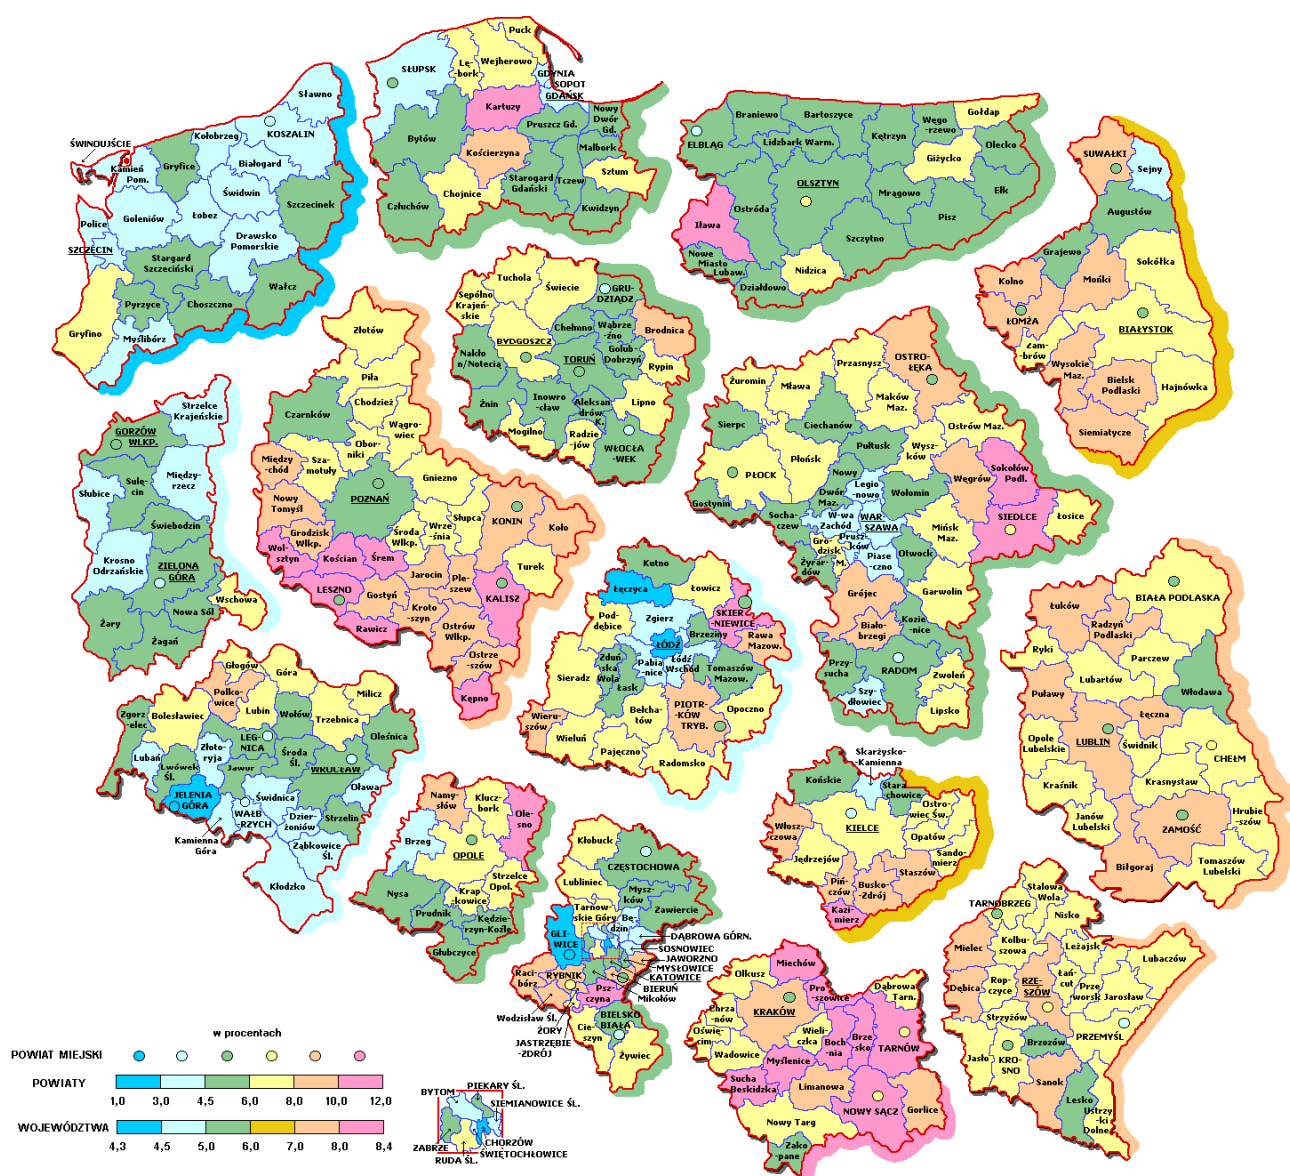 Sławno
KOSZALIN
Kołobrzeg
ŚWINOUJŚCIE
Kamień
Pom.
Gryfice
Białogard
Świdwin
Szczecinek
Goleniów
Łobez
Police
Drawsko
Pomorskie
SZCZECIN
Stargard
Szczeciński
Wałcz
Pyrzyce
Choszczno
Gryfino
Myślibórz
Puck
SŁUPSK
Lę-
bork
Wejherowo
GDYNIA
SOPOT
GDAŃSK
Kartuzy
Nowy
Dwór
Gd.
Pruszcz Gd.
Bytów
Kościerzyna
Malbork
Starogard
Gdański
Tczew
Sztum
Chojnice
Człuchów
Kwidzyn
Braniewo
Bartoszyce
Węgo
-rzewo
Gołdap
ELBLĄG
Lidzbark Warm.
Kętrzyn
Olecko
Giżycko
OLSZTYN
Mrągowo
Ełk
Ostróda
Iława
Pisz
Szczytno
Nowe
Miasto
Lubaw.
Nidzica
Działdowo
SUWAŁKI
Sejny
Augustów
Grajewo
Sokółka
Kolno
Mońki
ŁOMŻA
BIAŁYSTOK
Zam-
brów
Wysokie
Maz.
Bielsk
Podlaski
Hajnówka
Siemiatycze
Tuchola
Sępólno
Krajeń-
skie
Świecie
GRU-
DZIĄDZ
Chełmno
Wąbrze-
źno
Brodnica
BYDGOSZCZ
Nakło
n/Notecią
TORUŃ
Golub-
Dobrzyń
Rypin
Żnin
Inowro-
cław
Aleksan
drów
K.
Lipno
Mogilno
Radzie-
jów
WŁOCŁA
-WEK
Złotów
Piła
Chodzież
Czarnków
Wągro-
wiec
Obor-
niki
Między-
chód
Sza-
motuły
Gniezno
POZNAŃ
Nowy
Tomyśl
Słupca
KONIN
Koło
Grodzisk
Wlkp.
Środa
Wlkp.
Wrze-
śnia
Wol-
sztyn
Kościan
Śrem
Turek
Jarocin
Ple-
szew
LESZNO
Gostyń
KALISZ
Kroto-
szyn
Rawicz
Ostrów
Wlkp.
Ostrze-
szów
Kępno
Strzelce
Krajeńskie
GORZÓW
WLKP.
Między-
rzecz
Słubice
Sulę-
cin
Świebodzin
Krosno
Odrzańskie
ZIELONA
GÓRA
Nowa Sól
Wschowa
Żary
Żagań
OSTRO-
ŁĘKA
Przasnysz
Żuromin
Mława
Maków
Maz.
Sierpc
Ciechanów
Ostrów Maz.
Pułtusk
Wysz-
ków
Płońsk
PŁOCK
Nowy
Dwór
Maz.
Legio
-nowo
Wołomin
Węgrów
Sokołów
Podl.
Gostynin
Socha-
czew
W-wa
Zachód
WAR
SZAWA
SIEDLCE
Łosice
Mińsk
Maz.
Gro-
dzisk
M.
Prusz-
ków
Piase
-czno
Otwock
Żyrar-
dów
Garwolin
Grójec
Biało-
brzegi
Kozie-
nice
Przy-
sucha
RADOM
Zwoleń
Szy-
dłowiec
Lipsko
Kutno
Łęczyca
Łowicz
SKIER-
NIEWICE
Pod-
dębice
Zgierz
Brzeziny
Rawa
Mazow.
ŁÓDŹ
Sieradz
Zduń
ska
Wola
Pabia-
nice
Łódź
Wschód
Tomaszów
Mazow.
Łask
Wieru-
szów
Bełcha-
tów
PIOTR-
KÓW
TRYB.
Opoczno
Wieluń
Pajęczno
Radomsko
BIAŁA PODLASKA
Łuków
Radzyń
Podlaski
Ryki
Parczew
Lubartów
Włodawa
Puławy
Łęczna
LUBLIN
Opole
Lubelskie
Świdnik
CHEŁM
Krasnystaw
Kraśnik
Janów
Lubelski
ZAMOŚĆ
Hrubie-
szów
Biłgoraj
Tomaszów
Lubelski
Głogów
Góra
Polko-
wice
Milicz
Zgorz
-elec
Bolesławiec
Lubin
Wołów
Trzebnica
Oleśnica
Lubań
Złoto-
ryja
LEG-
NICA
Środa
Śl.
WROCŁAW
Lwówek
Śl.
Jawor
Oława
JELENIA
GÓRA
Świdnica
WAŁB
-RZYCH
Dzier-
żoniów
Strzelin
Kamienna
Góra
Ząbkowice
Śl.
Kłodzko
Namy-
słów
Klucz-
bork
Ole-
sno
Brzeg
OPOLE
Strzelce
Opol.
Nysa
Krap
-kowice
Prudnik
Kędzie-
rzyn-Koźle
Głubczyce
Skarżysko-
Kamienna
Końskie
Stara
chowice
Ostro-
wiec Św.
KIELCE
Włosz-
czowa
Opatów
Jędrzejów
Sando-
mierz
Piń-
czów
Busko-
Zdrój
Staszów
Kazi-
mierz
Kłobuck
CZĘSTOCHOWA
Lubliniec
Mysz-
ków
Zawiercie
Tarnow-
skie Góry
Bę-
dzin
GLI-
WICE
DĄBROWA GÓRN.
SOSNOWIEC
JAWORZNO
MYSŁOWICE
KATOWICE
BIERUŃ
Mikołów
Raci-
bórz
RYBNIK
Psz-
czyna
Wodzisław Śl.
ŻORY
JASTRZĘBIE
-ZDRÓJ
BIELSKO
BIAŁA
Cie-
szyn
Żywiec
Miechów
Olkusz
Pro-
szowice
Dąbrowa
Tarn.
Chrza-
nów
KRAKÓW
Oświę-
cim
Wieli-
czka
Boch-
nia
Brze-
sko
TARNÓW
Wadowice
Myślenice
Sucha
Beskidzka
Limanowa
NOWY SĄCZ
Gorlice
Nowy Targ
Zako-
pane
Stalowa
Wola
TARNOBRZEG
Nisko
Mielec
Kolbu-
szowa
Leżajsk
Lubaczów
Dębica
Rop-
czyce
RZE-
SZÓW
Łań-
cut
Prze
worsk
Jarosław
Strzyżów
PRZEMYŚL
Jasło
KRO-
SNO
Brzozów
Sanok
Lesko
Ustrzy-
ki
Dolne
w procentach
POWIAT MIEJSKI
POWIATY
1,0 3,0 4,5 6,0 8,0 10,0 12,0
WOJEWÓDZTWA
4,3 4,5 5,0 6,0 7,0 8,0 8,4
PIEKARY ŚL.
BYTOM
SIEMIANOWICE ŚL.
CHORZÓW
ZABRZE
ŚWIĘTOCHŁOWICE
RUDA ŚL.